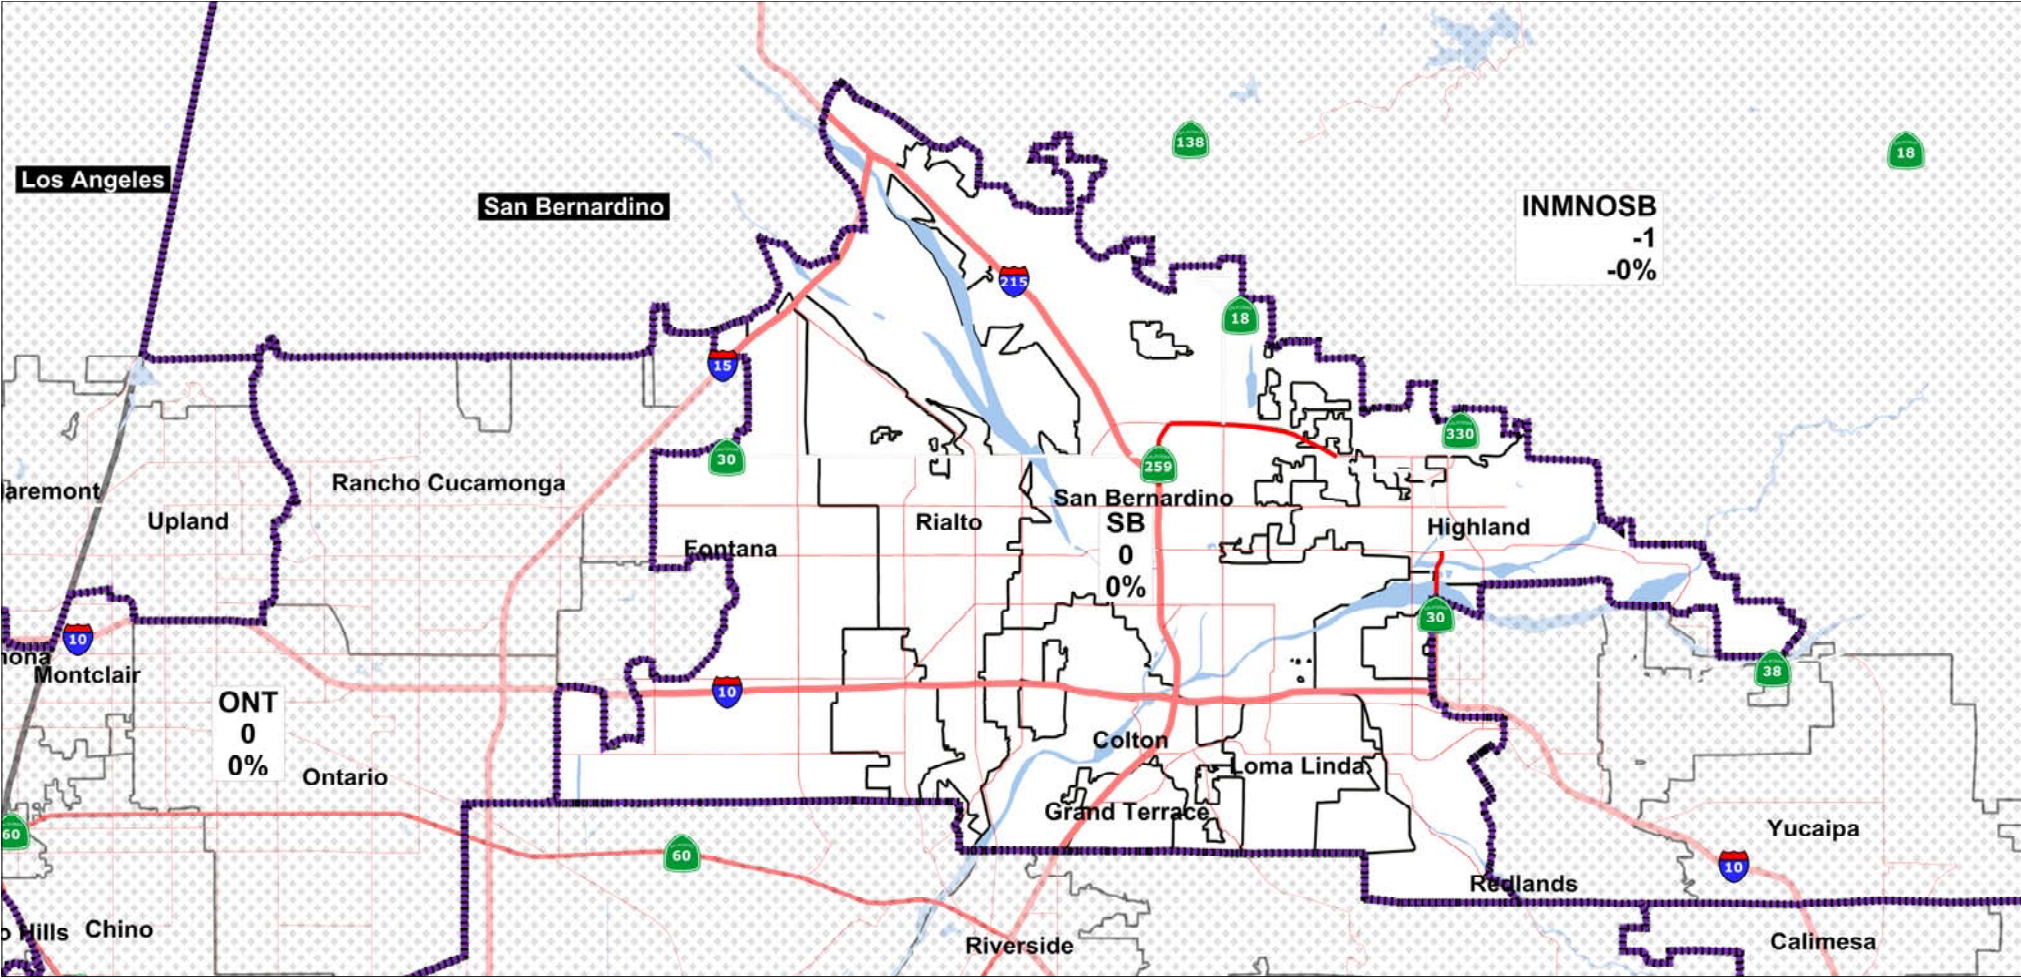 138
18
Los Angeles
San Bernardino
INMNOSB
-1
-0%
215
18
15
330
30
259
Rancho Cucamonga
laremont
San Bernardino
Upland
Rialto
SB
Highland
Fontana
0
0%
10
30
nona
Montclair
38
10
ONT
0
0%
Colton
Loma Linda
Ontario
Grand Terrace
60
Yucaipa
60
10
Redlands
o Hills
Chino
Riverside
Calimesa